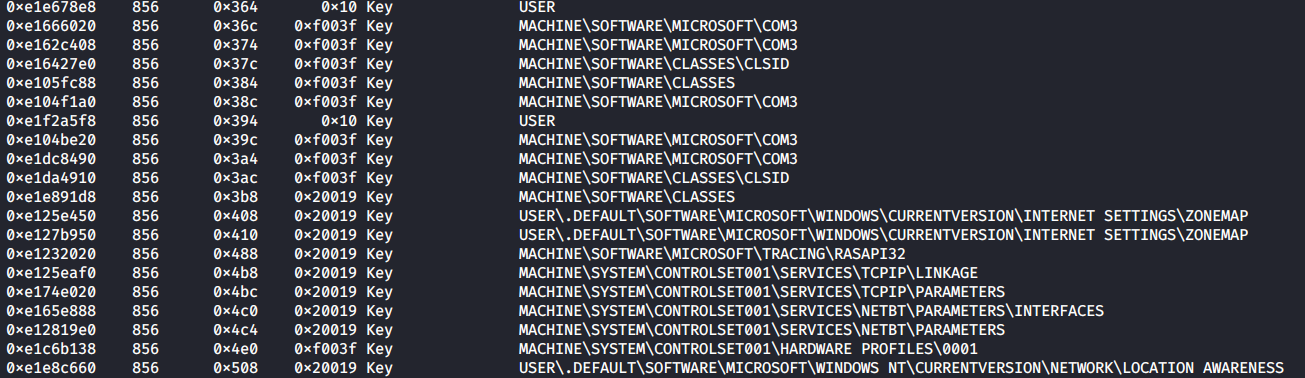 0×e1e678e8 856 0×364 0×10 Key USER
0×e1666020 856 0×36c 0×f003f Key MACHINE\SOFTWARE\MICROSOFT\COM3
0×e162c408 856 0×374 0×f003f Key MACHINE\SOFTWARE\MICROSOFT\COM3
0×e16427e0 856 0×37c 0×f003f Key MACHINE\SOFTWARE\CLASSES\CLSID
0×e105fc88 856 0×384 0×f003f Key MACHINE\SOFTWARE\CLASSES
0×e104f1a0 856 0×38c 0×f003f Key MACHINE\SOFTWARE\MICROSOFT\COM3
0×e1f2a5f8 856 0×394 0×10 Key USER
0×e104be20 856 0×39c 0×f003f Key MACHINE\SOFTWARE\MICROSOFT\COM3
0×e1dc8490 856 0×3a4 0×f003f Key MACHINE\SOFTWARE\MICROSOFT\COM3
0×e1da4910 856 0×3ac 0×f003f Key MACHINE\SOFTWARE\CLASSES\CLSID
0×e1e891d8 856 0×3b8 0×20019 Key MACHINE\SOFTWARE\CLASSES
0×e125e450 856 0×408 0×20019 Key USER\.DEFAULT\SOFTWARE\MICROSOFT\WINDOWS\CURRENTVERSION\INTERNET SETTINGS\ZONEMAP
0×e127b950 856 0×410 0×20019 Key USER\.DEFAULT\SOFTWARE\MICROSOFT\WINDOWS\CURRENTVERSION\INTERNET SETTINGS\ZONEMAP
0×e1232020 856 0×488 0×20019 Key MACHINE\SOFTWARE\MICROSOFT\TRACING\RASAPI32
0×e125eaf0 856 0×4b8 0×20019 Key MACHINE\SYSTEM\CONTROLSET001\SERVICES\TCPIP\LINKAGE
0×e174e020 856 0×4bc 0×20019 Key MACHINE\SYSTEM\CONTROLSET001\SERVICES\TCPIP\PARAMETERS
0×e165e888 856 0×4c0 0×20019 Key MACHINE\SYSTEM\CONTROLSET001\SERVICES\NETBT\PARAMETERS\INTERFACES
0×e12819e0 856 0×4c4 0×20019 Key MACHINE\SYSTEM\CONTROLSET001\SERVICES\NETBT\PARAMETERS
0×e1c6b138 856 0×4e0 0×f003f Key MACHINE\SYSTEM\CONTROLSET001\HARDWARE PROFILES\0001
0×e1e8c660 856 0×508 0×20019 Key USER\.DEFAULT\SOFTWARE\MICROSOFT\WINDOWS NT\CURRENTVERSION\NETWORK\LOCATION AWARENESS